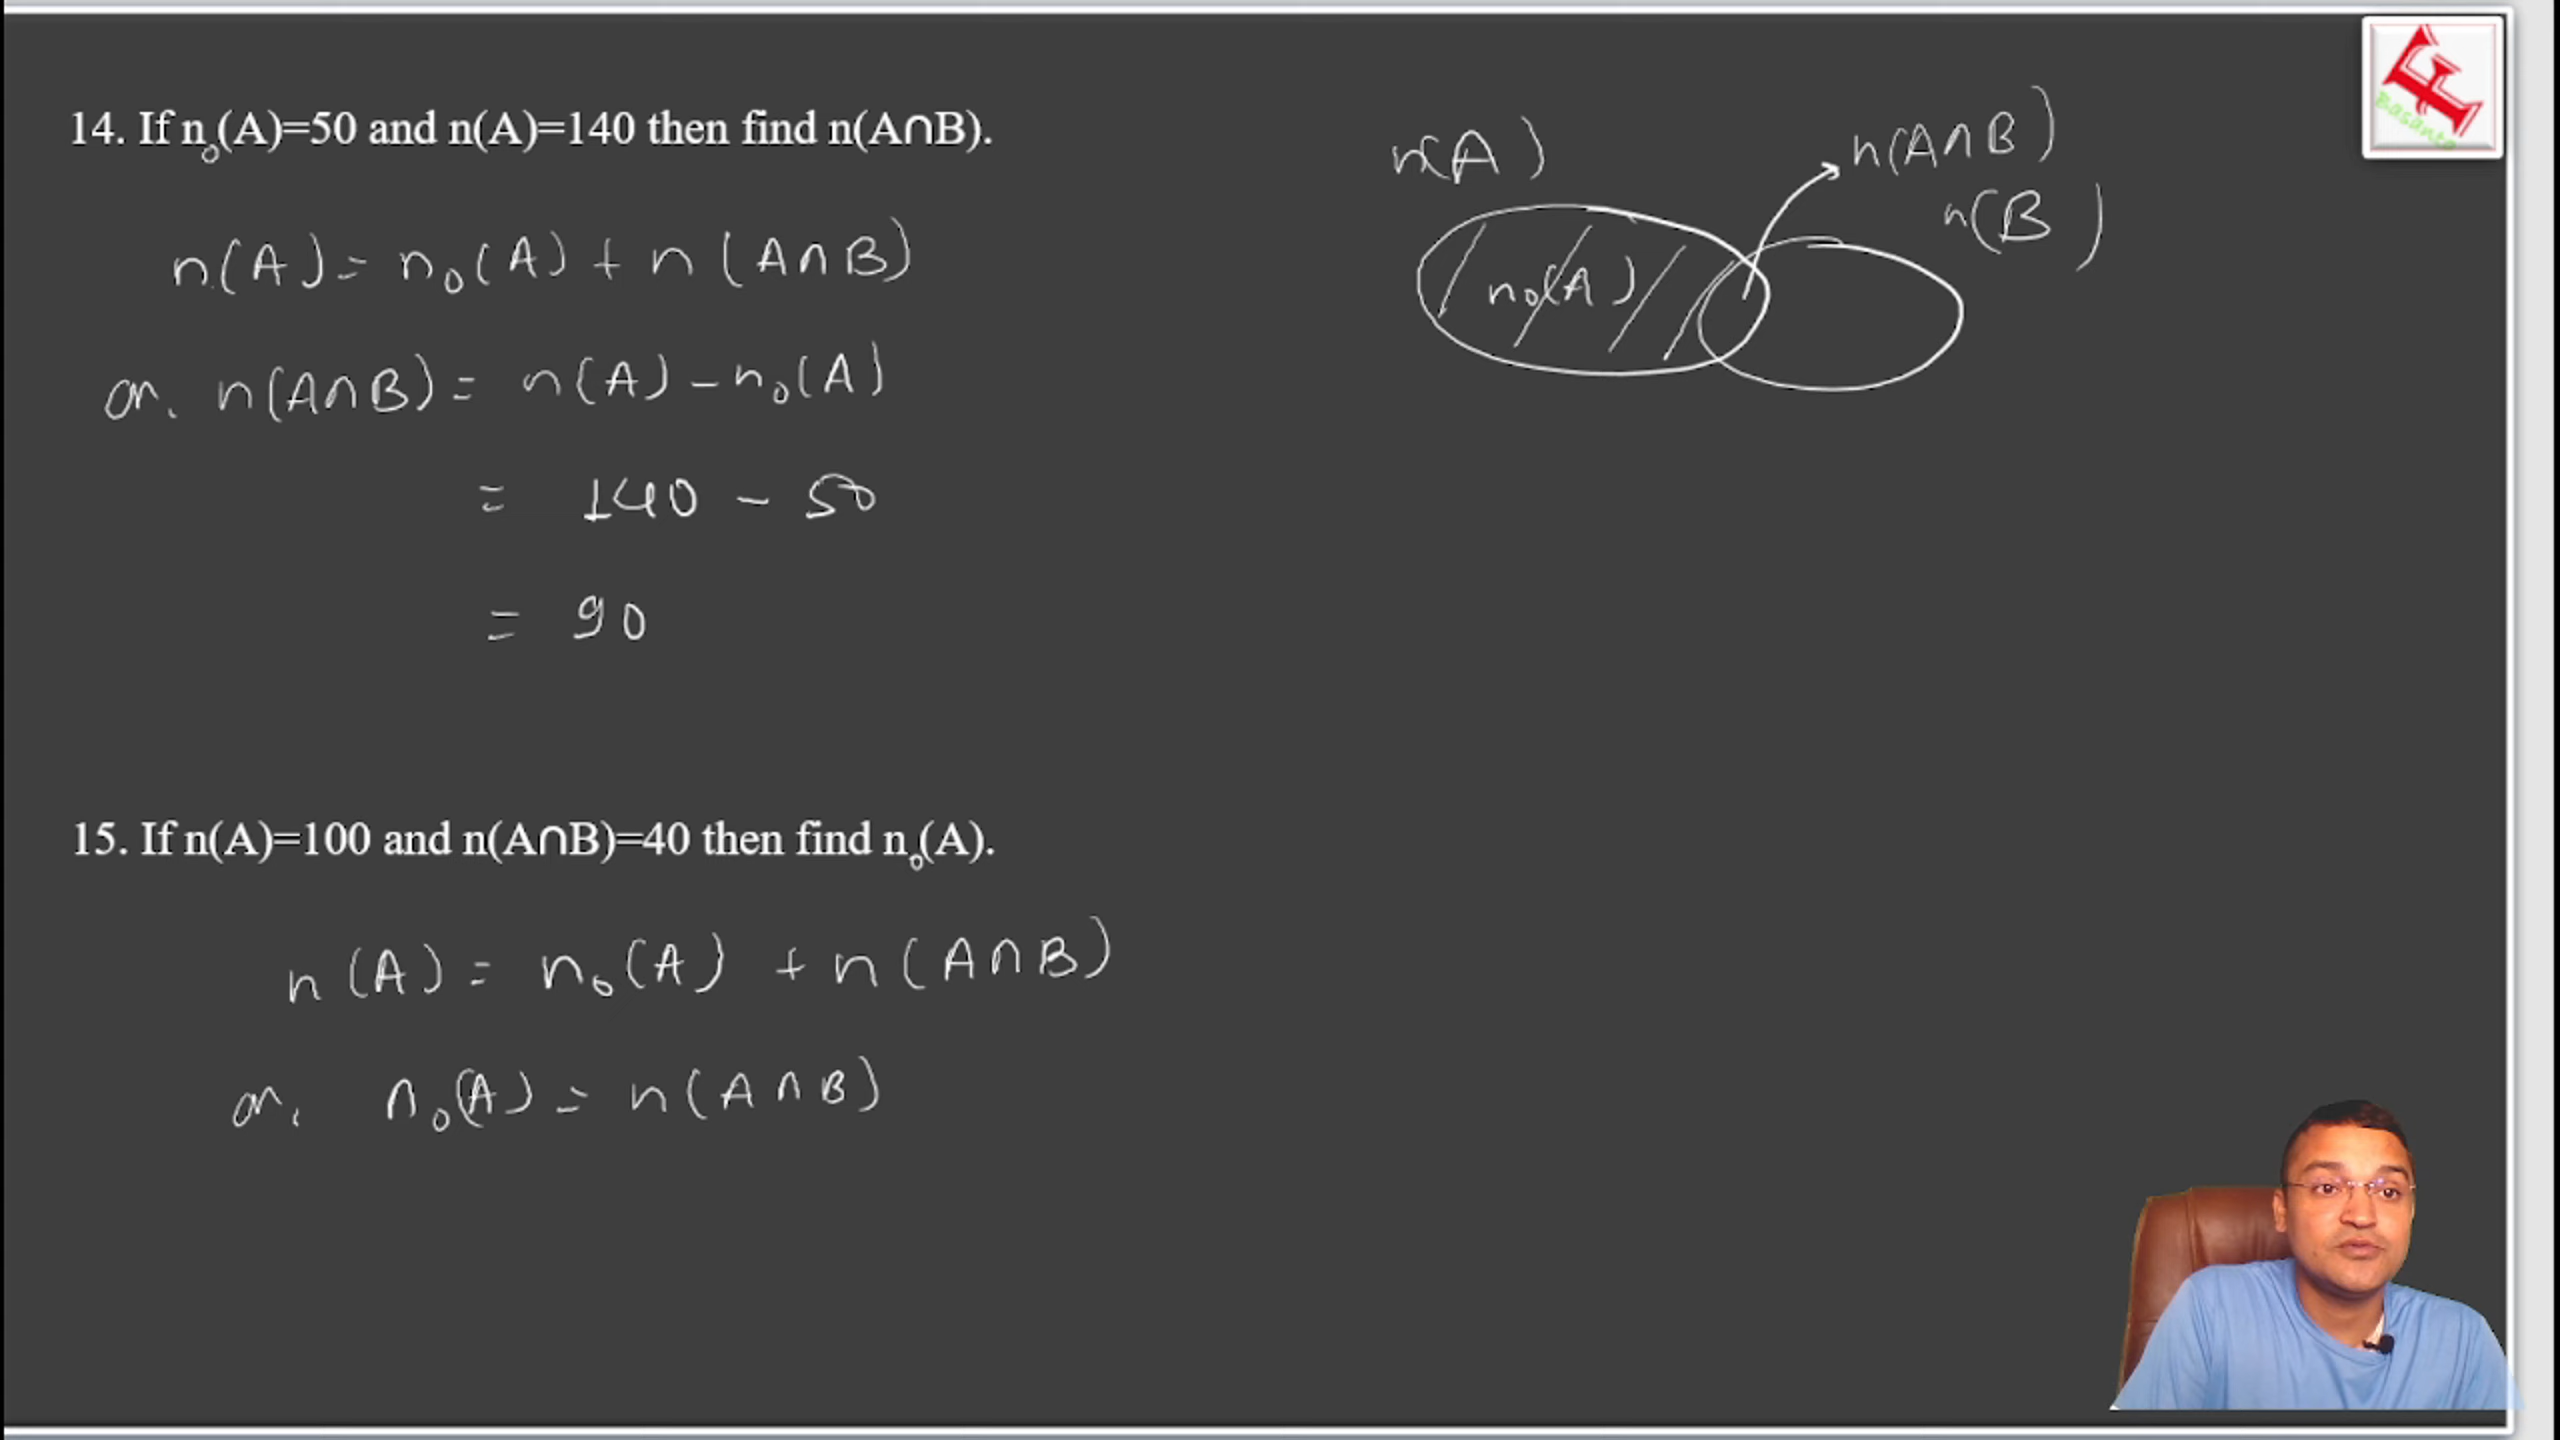 14. If n₀(A)=50 and n(A)=140 then find n(A∩B).
n(A) = n₀(A) + n(A∩B)
or, n(A∩B) = n(A) - n₀(A)
= 140 - 50
= 90
n(A)
n(A∩B)
n(B)
n₀(A)
15. If n(A)=100 and n(A∩B)=40 then find n₀(A).
n(A) = n₀(A) + n(A∩B)
or, n₀(A) = n(A∩B)
Basanta